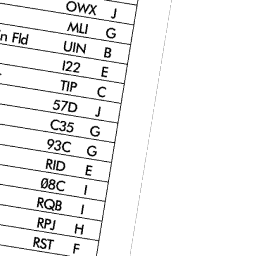 OWX J
MLI G
n Fld UIN B
I22 E
TIP C
57D J
C35 G
93C G
RID E
Ø8C I
RQB I
RPJ H
RST F